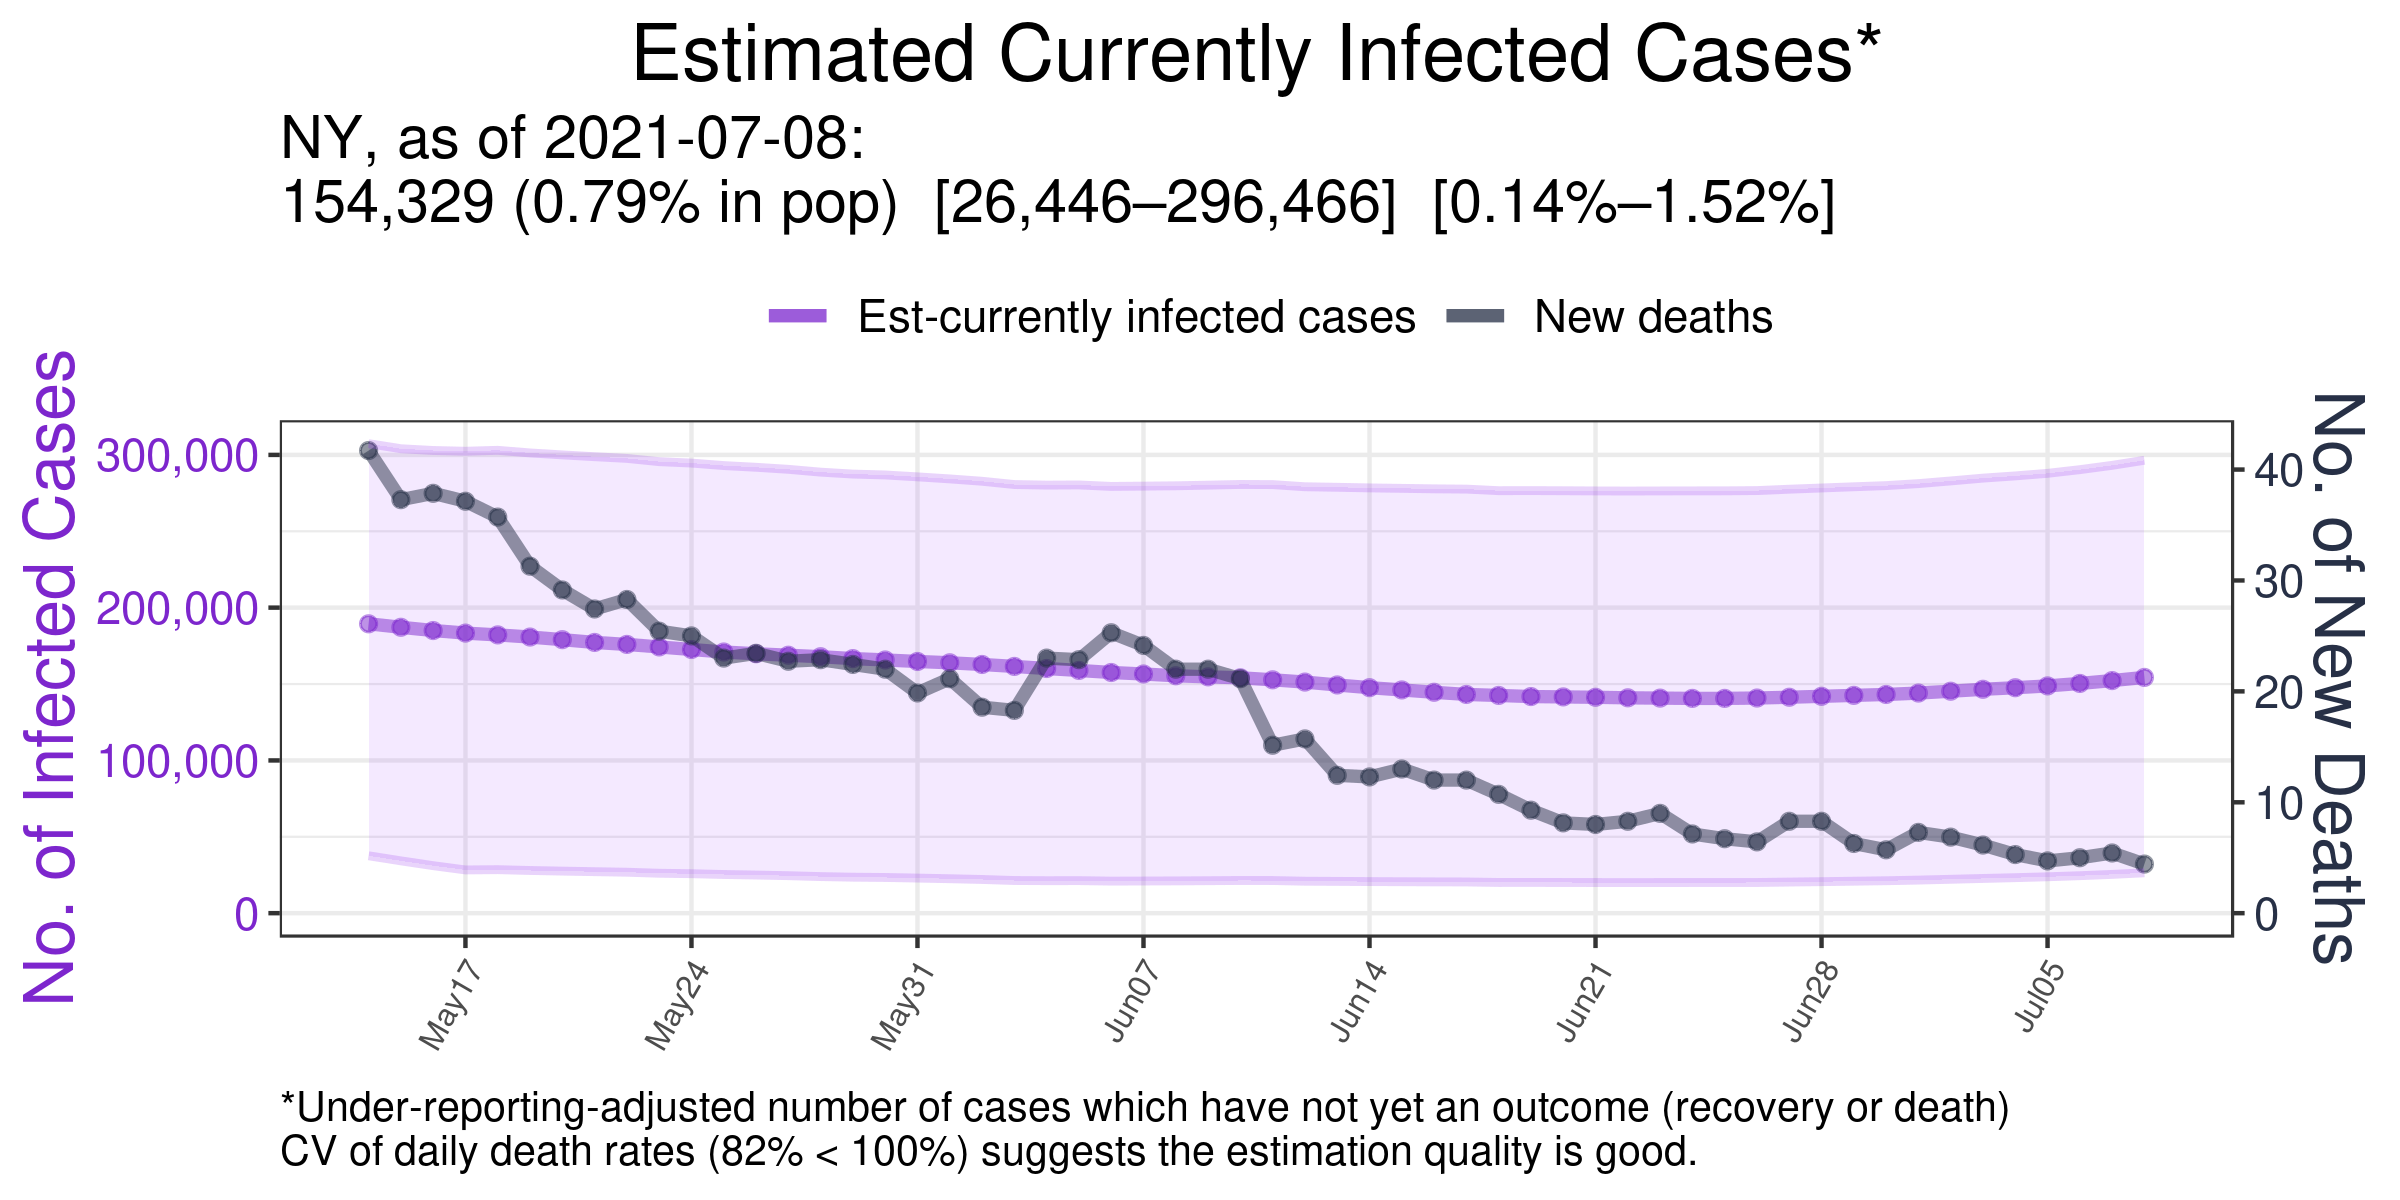 Estimated Currently Infected Cases*
NY, as of 2021-07-08:
154,329 (0.79% in pop)  [26,446–296,466]  [0.14%–1.52%]
Est-currently infected cases
New deaths
No. of Infected Cases
300,000
200,000
100,000
0
40
30
20
10
0
No. of New Deaths
May17
May24
May31
Jun07
Jun14
Jun21
Jun28
Jul05
*Under-reporting-adjusted number of cases which have not yet an outcome (recovery or death)
CV of daily death rates (82% < 100%) suggests the estimation quality is good.